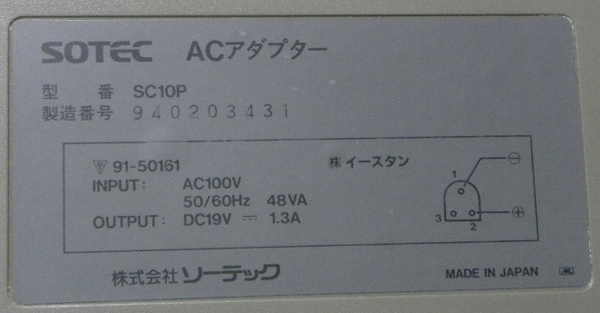 SOTEC ACアダプター
型 番 SC10P
製造番号 940203431
91-50161 ㈱イースタン
INPUT: AC100V
50/60Hz 48VA
OUTPUT: DC19V ⎓ 1.3A
1 ⊖
3 2 ⊕
株式会社 ソーテック MADE IN JAPAN